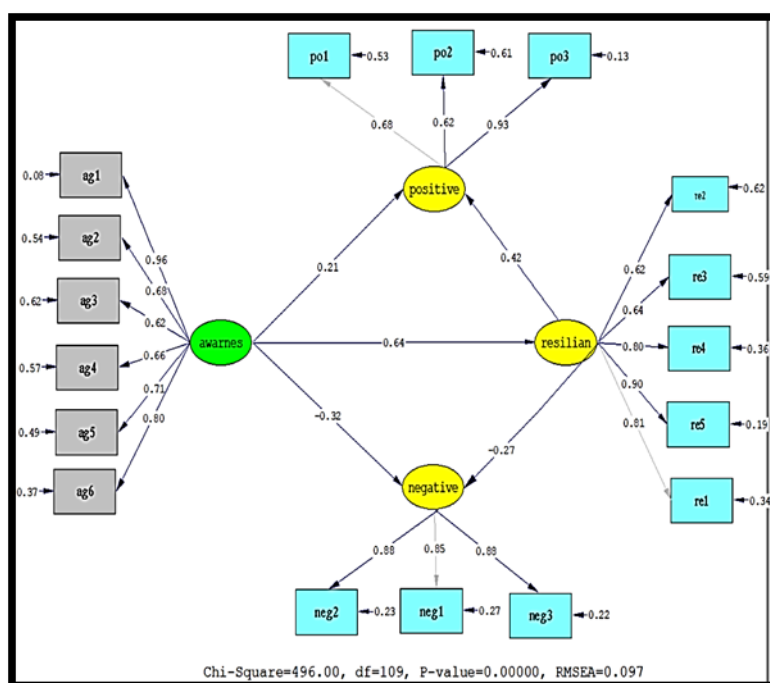 po1
0.53
po2
0.61
po3
0.13
0.68
0.62
0.93
0.08
ag1
0.54
ag2
0.62
ag3
0.57
ag4
0.49
ag5
0.37
ag6
0.96
0.68
0.62
0.66
0.71
0.80
awarnes
positive
0.21
0.42
0.64
resilian
-0.32
-0.27
negative
re2
0.62
re3
0.59
re4
0.36
re5
0.19
re1
0.34
0.62
0.64
0.80
0.90
0.81
0.88
0.85
0.88
neg2
0.23
neg1
0.27
neg3
0.22
Chi-Square=496.00, df=109, P-value=0.00000, RMSEA=0.097